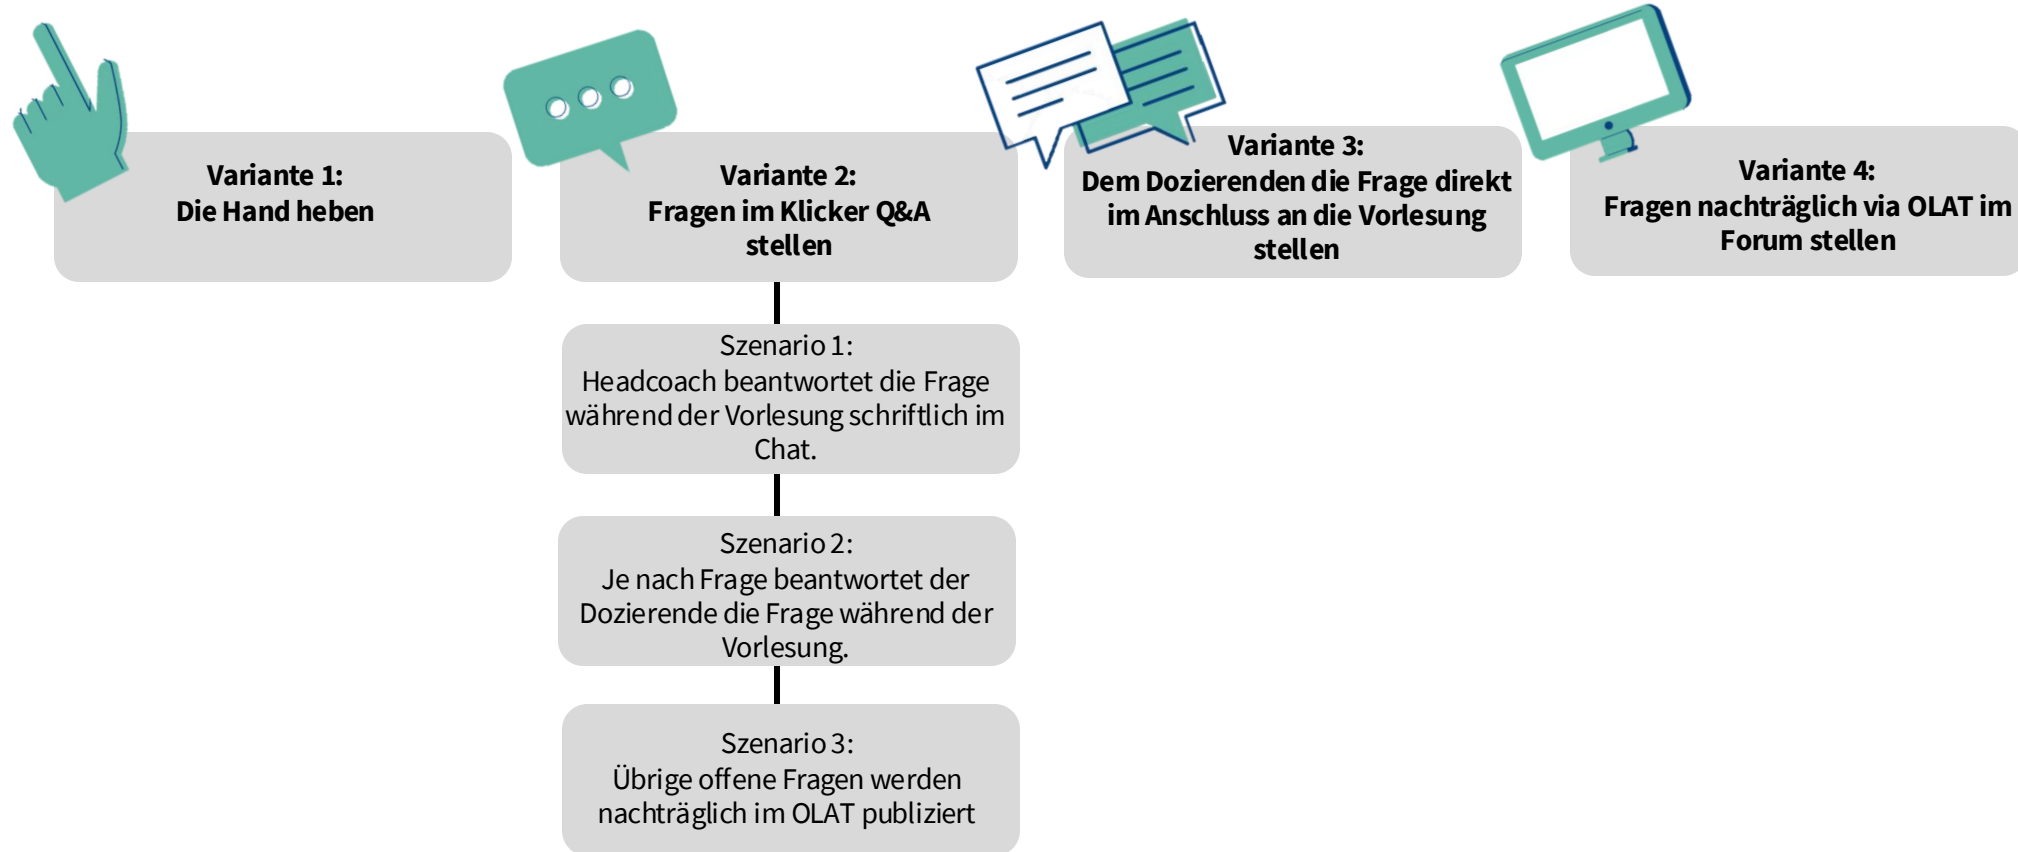 Variante 1:
Die Hand heben
Variante 2:
Fragen im Klicker Q&A
stellen
Variante 3:
Dem Dozierenden die Frage direkt
im Anschluss an die Vorlesung
stellen
Variante 4:
Fragen nachträglich via OLAT im
Forum stellen
Szenario 1:
Headcoach beantwortet die Frage
während der Vorlesung schriftlich im
Chat.
Szenario 2:
Je nach Frage beantwortet der
Dozierende die Frage während der
Vorlesung.
Szenario 3:
Übrige offene Fragen werden
nachträglich im OLAT publiziert